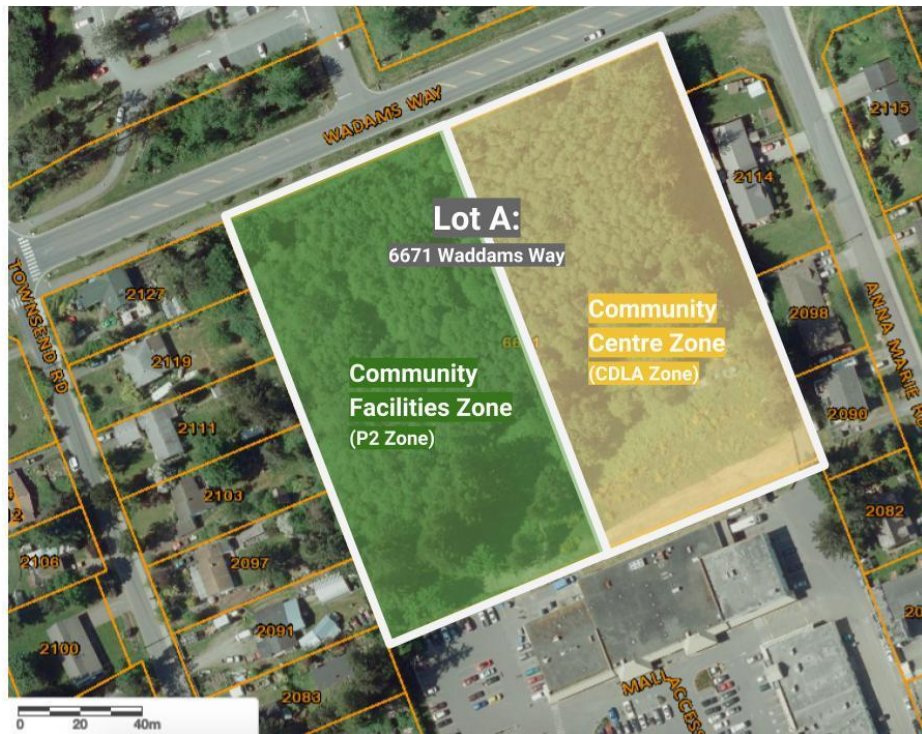 WADAMS WAY
Lot A:
6671 Waddams Way
2115
2114
TOWNSEND RD
2127
2119
2111
2103
2097
2091
2083
2106
2100
Community
Facilities Zone
(P2 Zone)
Community
Centre Zone
(CDLA Zone)
2098
2090
2082
ANNA MARIE
MALL ACCESS
0 20 40m